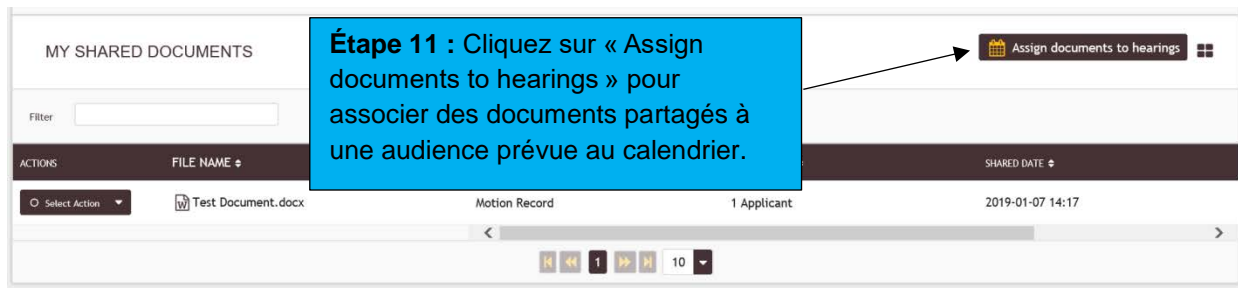 MY SHARED DOCUMENTS
Étape 11 : Cliquez sur « Assign
documents to hearings » pour
associer des documents partagés à
une audience prévue au calendrier.
Assign documents to hearings
Filter
ACTIONS FILE NAME SHARED DATE
Select Action Test Document.docx Motion Record 1 Applicant 2019-01-07 14:17
1 10